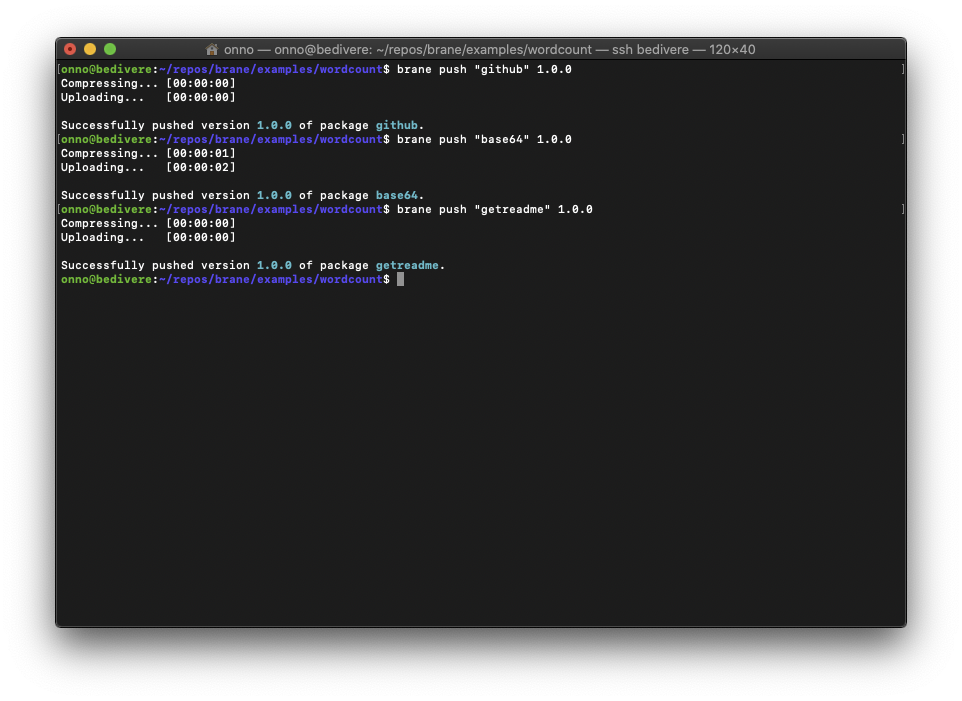 onno — onno@bedivere: ~/repos/brane/examples/wordcount — ssh bedivere — 120×40
[onno@bedivere:~/repos/brane/examples/wordcount$ brane push "github" 1.0.0 ]
Compressing... [00:00:00]
Uploading...   [00:00:00]
Successfully pushed version 1.0.0 of package github.
[onno@bedivere:~/repos/brane/examples/wordcount$ brane push "base64" 1.0.0 ]
Compressing... [00:00:01]
Uploading...   [00:00:02]
Successfully pushed version 1.0.0 of package base64.
[onno@bedivere:~/repos/brane/examples/wordcount$ brane push "getreadme" 1.0.0 ]
Compressing... [00:00:00]
Uploading...   [00:00:00]
Successfully pushed version 1.0.0 of package getreadme.
onno@bedivere:~/repos/brane/examples/wordcount$